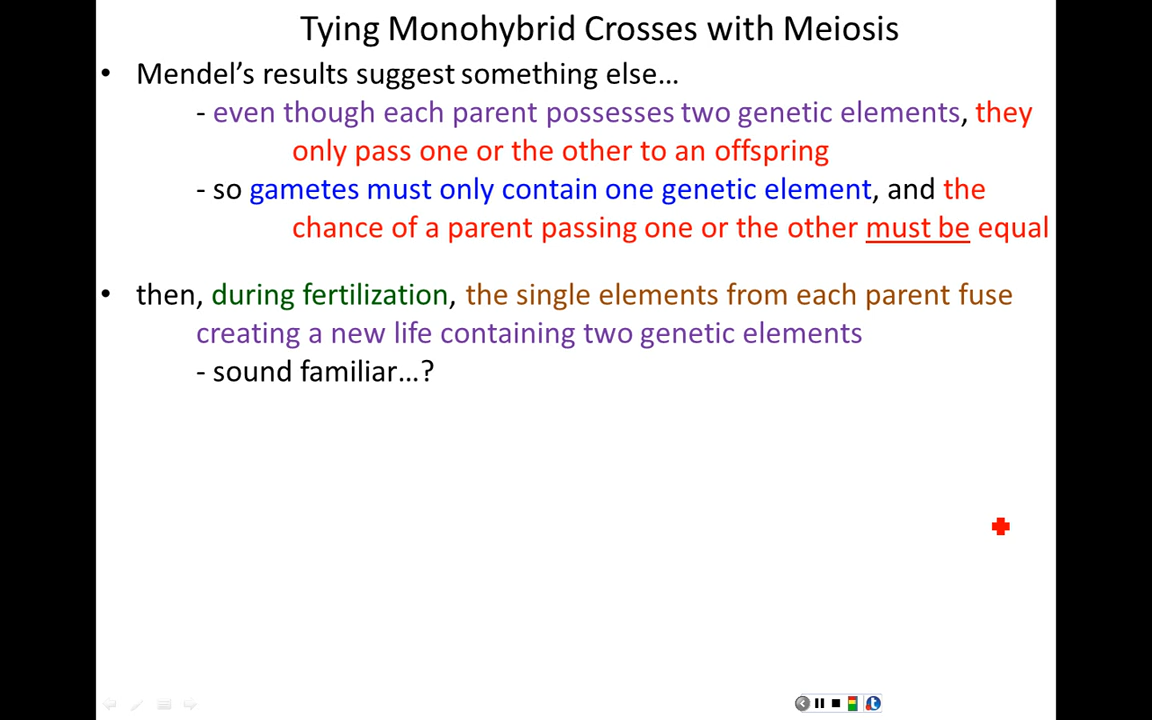 Tying Monohybrid Crosses with Meiosis
• Mendel's results suggest something else…
- even though each parent possesses two genetic elements, they
only pass one or the other to an offspring
- so gametes must only contain one genetic element, and the
chance of a parent passing one or the other must be equal
• then, during fertilization, the single elements from each parent fuse
creating a new life containing two genetic elements
- sound familiar…?